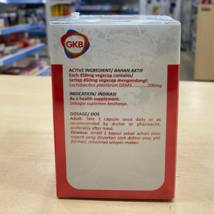 GKB
ACTIVE INGREDIENT/ BAHAN AKTIF
Each 450mg vegecap contains/
Setiap 450mg vegecap mengandungi:
Lactobacillus plantarum DKM3 200mg
INDICATION/ INDIKASI
As a health supplement.
Sebagai suplemen kesihatan.
DOSAGE/ DOS
Adult: Take 1 capsule once daily or as
recommended by doctor or pharmacist,
preferably after meal.
Dewasa: Ambil 1 kapsul sekali sehari atau
seperti yang disyorkan oleh doktor atau ahli
farmasi, sebaiknya selepas makan.